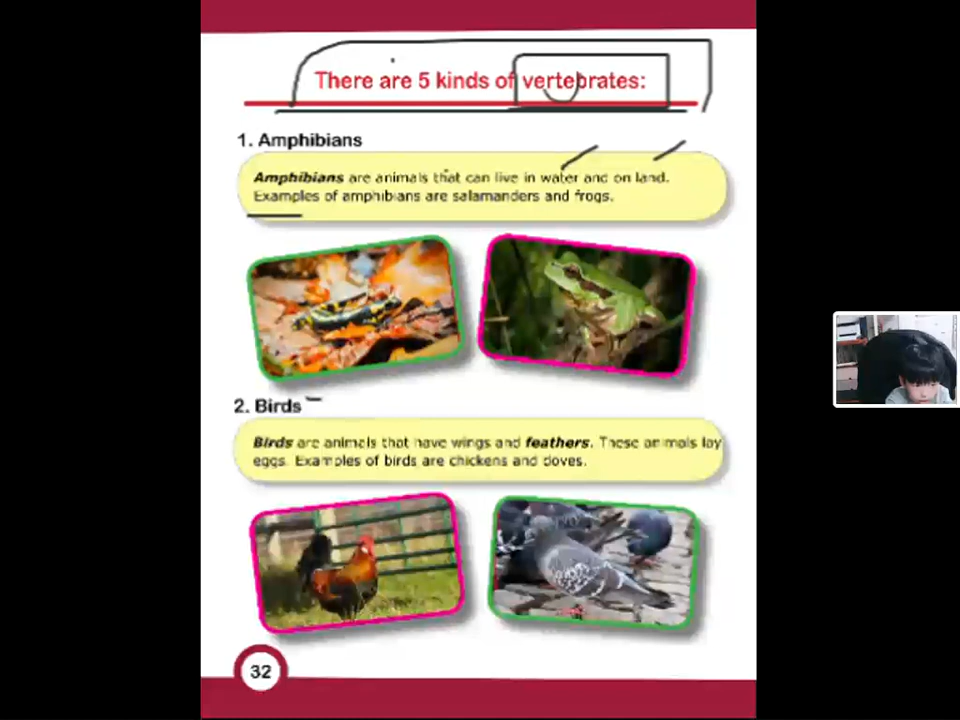 There are 5 kinds of vertebrates:
1. Amphibians
Amphibians are animals that can live in water and on land.
Examples of amphibians are salamanders and frogs.
2. Birds
Birds are animals that have wings and feathers. These animals lay
eggs. Examples of birds are chickens and doves.
32